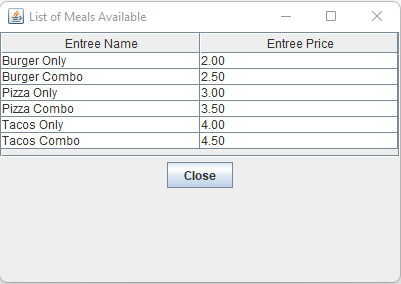 List of Meals Available
Entree Name Entree Price
Burger Only 2.00
Burger Combo 2.50
Pizza Only 3.00
Pizza Combo 3.50
Tacos Only 4.00
Tacos Combo 4.50
Close